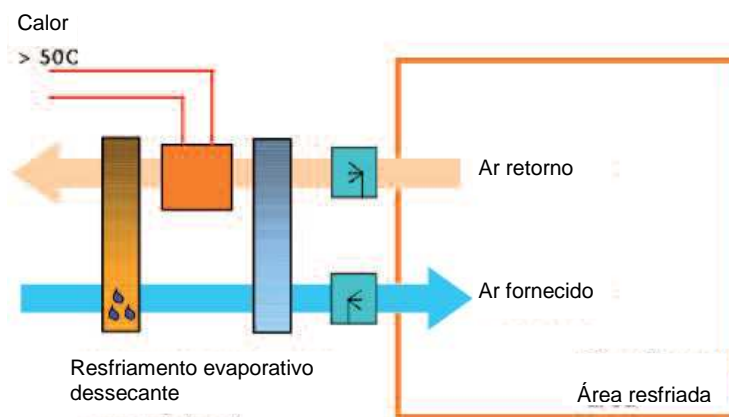 Calor
> 50C
Ar retorno
Ar fornecido
Resfriamento evaporativo
dessecante
Área resfriada